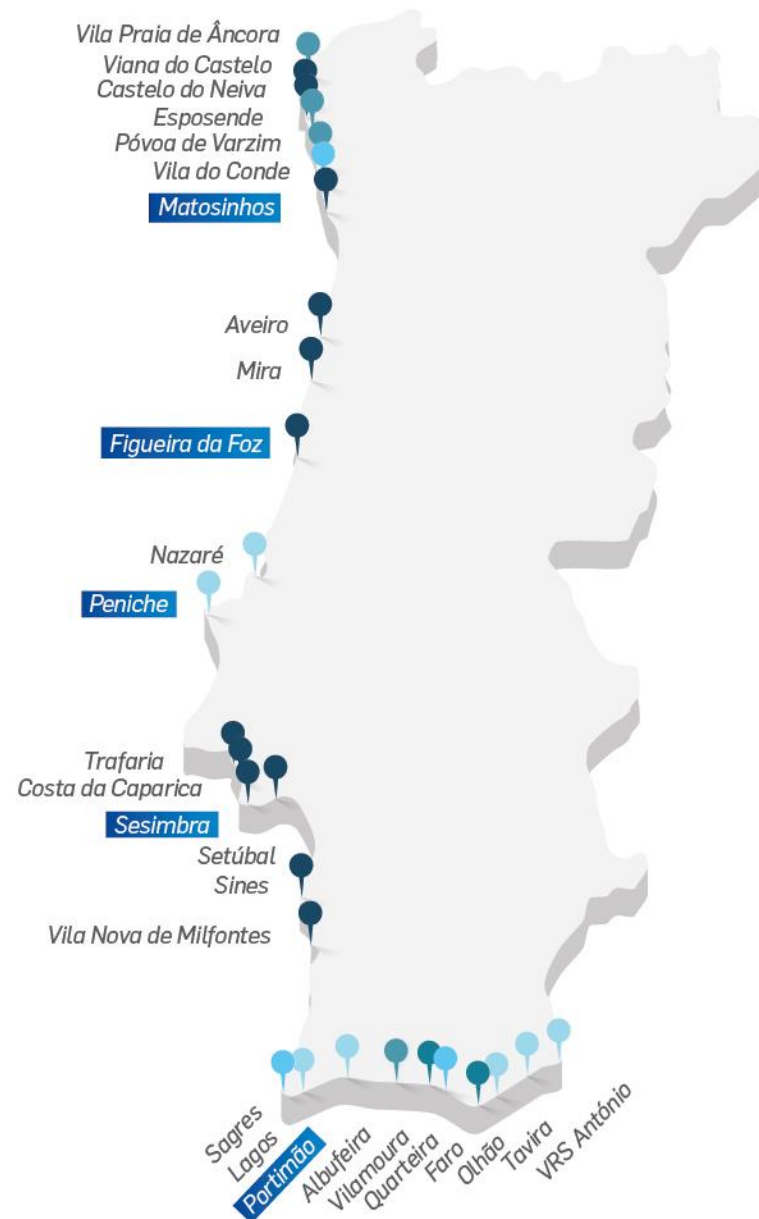 Vila Praia de Âncora
Viana do Castelo
Castelo do Neiva
Esposende
Póvoa de Varzim
Vila do Conde
Matosinhos
Aveiro
Mira
Figueira da Foz
Nazaré
Peniche
Trafaria
Costa da Caparica
Sesimbra
Setúbal
Sines
Vila Nova de Milfontes
Sagres
Lagos
Portimão
Albufeira
Vilamoura
Quarteira
Faro
Olhão
Tavira
VRS António